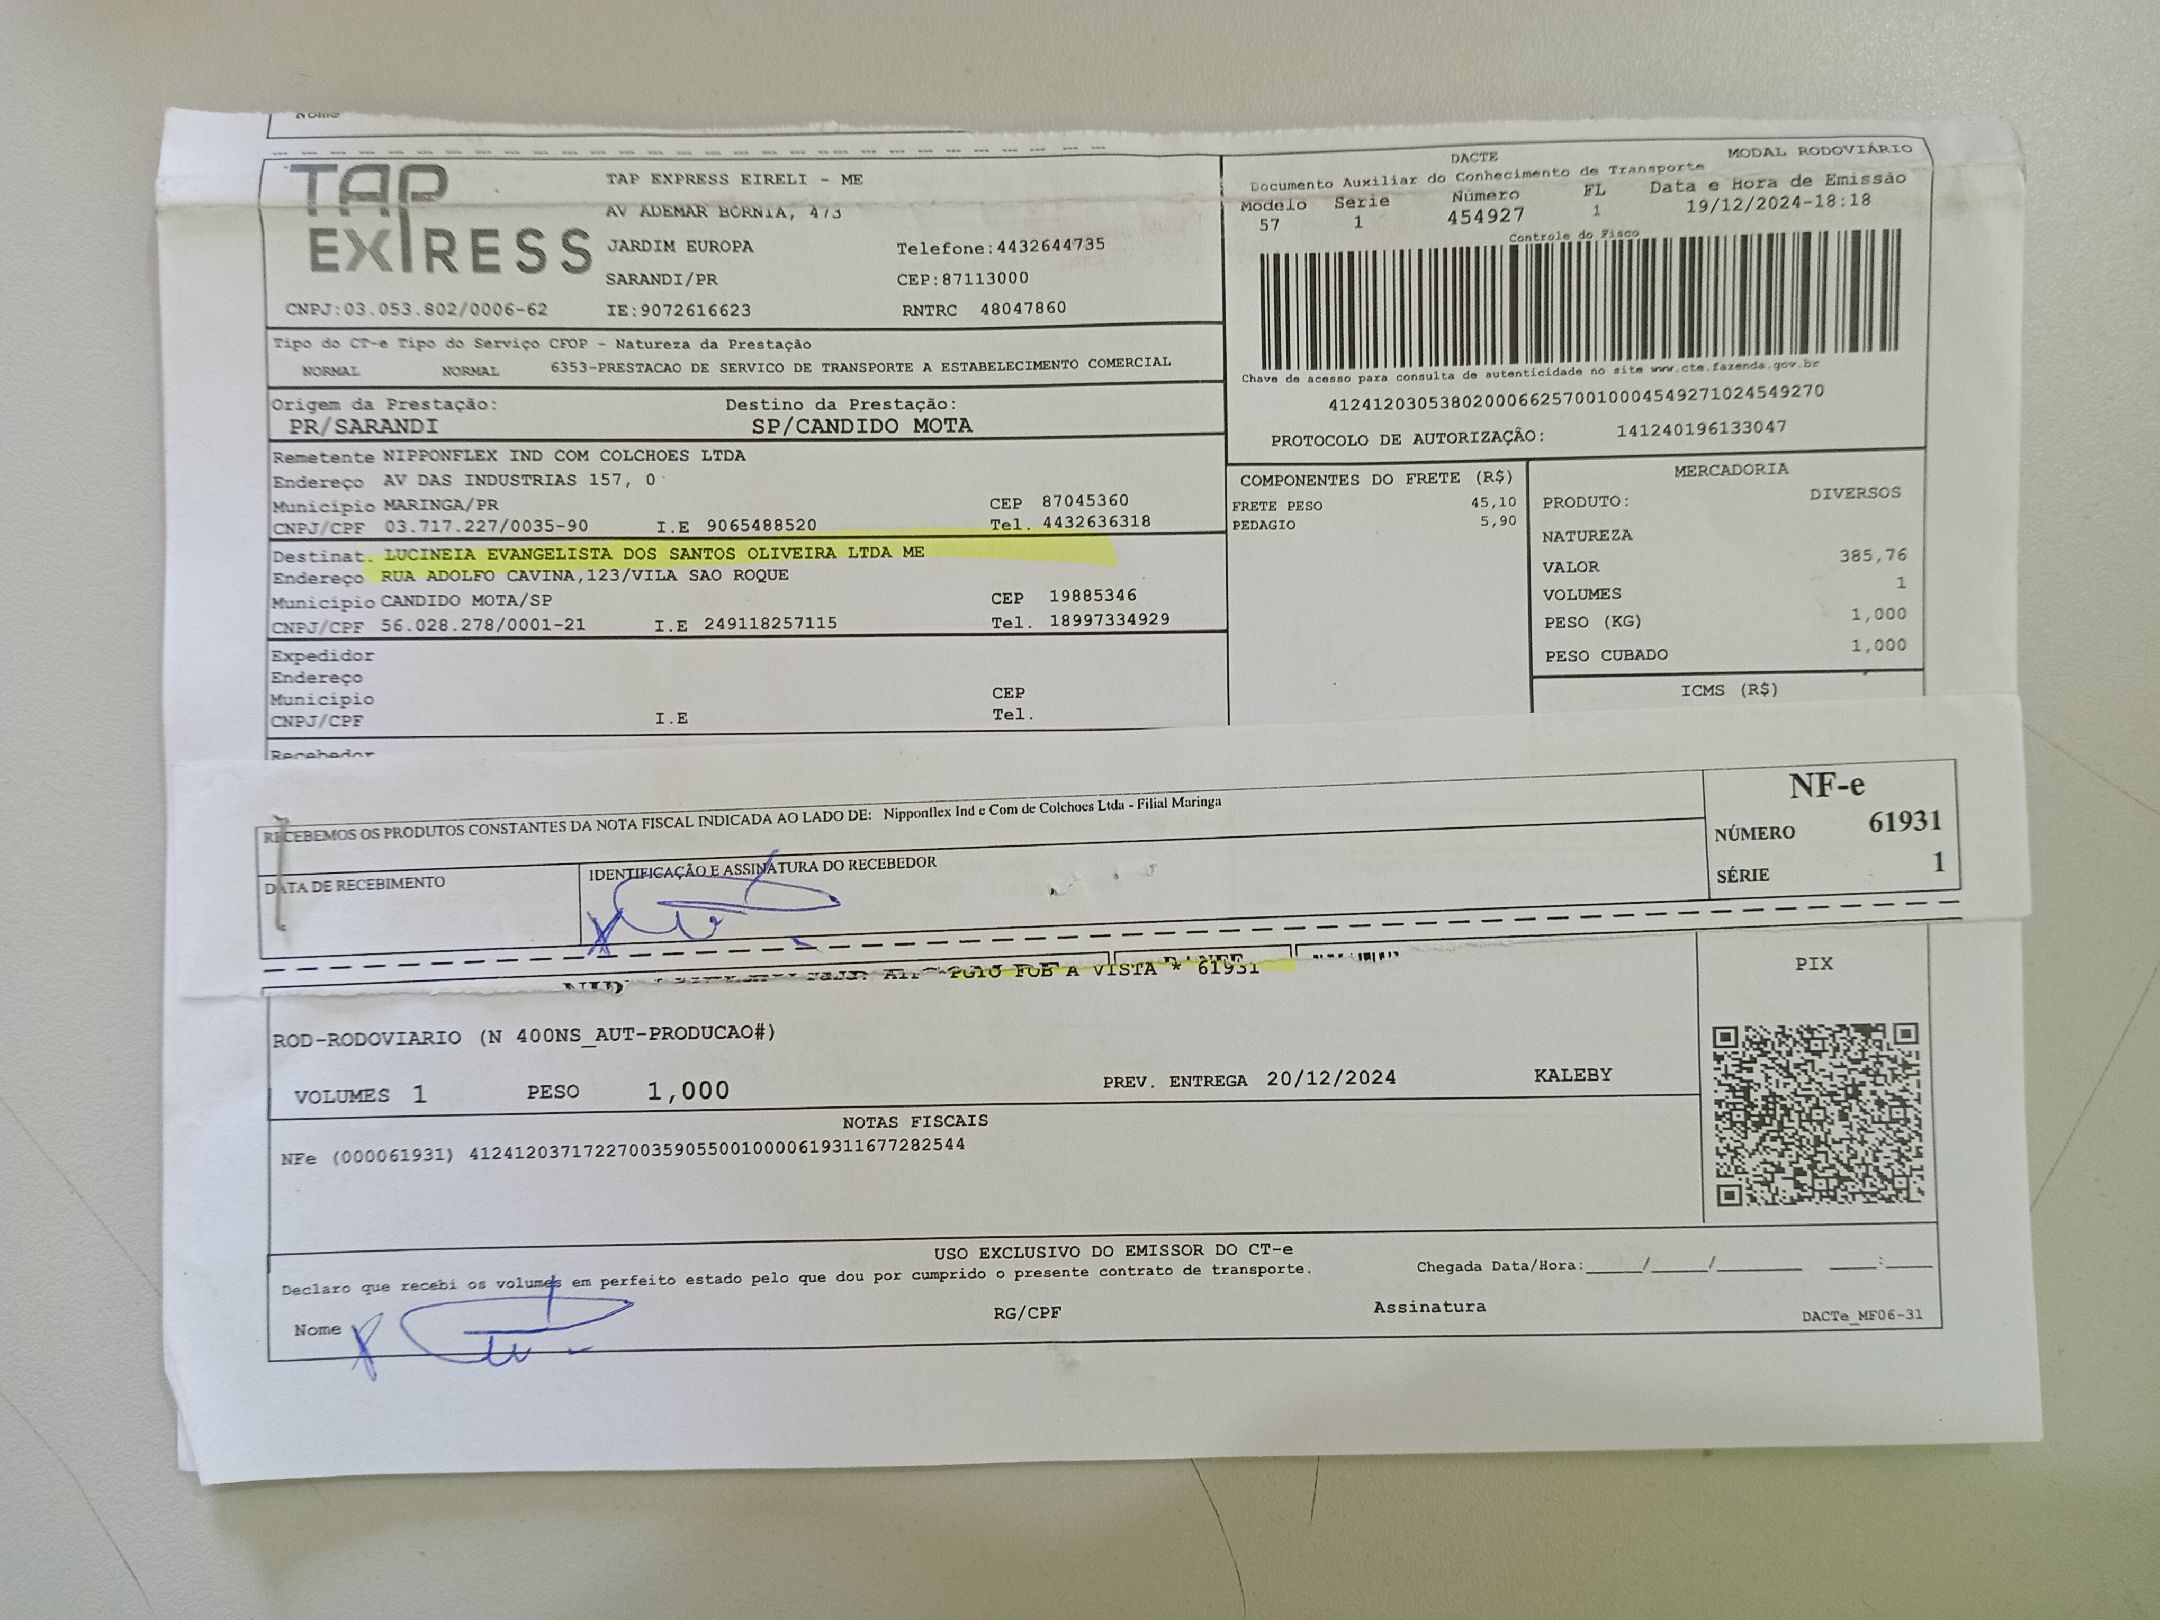 Nome
TAP EXPRESS
TAP EXPRESS EIRELI - ME
AV ADEMAR BORNIA, 473
JARDIM EUROPA Telefone:4432644735
SARANDI/PR CEP:87113000
CNPJ:03.053.802/0006-62 IE:9072616623 RNTRC 48047860
DACTE MODAL RODOVIÁRIO
Documento Auxiliar do Conhecimento de Transporte
Modelo Serie Número FL Data e Hora de Emissão
57 1 454927 1 19/12/2024-18:18
Controle do Fisco
Chave de acesso para consulta de autenticidade no site www.cte.fazenda.gov.br
41241203053802000662570010004549271024549270
PROTOCOLO DE AUTORIZAÇÃO: 141240196133047
Tipo do CT-e Tipo do Serviço CFOP - Natureza da Prestação
NORMAL NORMAL 6353-PRESTACAO DE SERVICO DE TRANSPORTE A ESTABELECIMENTO COMERCIAL
Origem da Prestação: Destino da Prestação:
PR/SARANDI SP/CANDIDO MOTA
Remetente NIPPONFLEX IND COM COLCHOES LTDA
Endereço AV DAS INDUSTRIAS 157, 0
Município MARINGA/PR CEP 87045360
CNPJ/CPF 03.717.227/0035-90 I.E 9065488520 Tel. 4432636318
Destinat. LUCINEIA EVANGELISTA DOS SANTOS OLIVEIRA LTDA ME
Endereço RUA ADOLFO CAVINA,123/VILA SAO ROQUE
Município CANDIDO MOTA/SP CEP 19885346
CNPJ/CPF 56.028.278/0001-21 I.E 249118257115 Tel. 18997334929
Expedidor
Endereço
Município CEP
CNPJ/CPF I.E Tel.
Recebedor
COMPONENTES DO FRETE (R$)
FRETE PESO 45,10
PEDAGIO 5,90
MERCADORIA
PRODUTO: DIVERSOS
NATUREZA
VALOR 385,76
VOLUMES 1
PESO (KG) 1,000
PESO CUBADO 1,000
ICMS (R$)
RECEBEMOS OS PRODUTOS CONSTANTES DA NOTA FISCAL INDICADA AO LADO DE: Nipponflex Ind e Com de Colchoes Ltda - Filial Maringa
DATA DE RECEBIMENTO
IDENTIFICAÇÃO E ASSINATURA DO RECEBEDOR
NF-e
NÚMERO 61931
SÉRIE 1
FOB A VISTA * 61931
ROD-RODOVIARIO (N 400NS_AUT-PRODUCAO#)
VOLUMES 1 PESO 1,000 PREV. ENTREGA 20/12/2024 KALEBY
PIX
NOTAS FISCAIS
NFe (000061931) 41241203717227003590550010000619311677282544
USO EXCLUSIVO DO EMISSOR DO CT-e
Declaro que recebi os volumes em perfeito estado pelo que dou por cumprido o presente contrato de transporte. Chegada Data/Hora:_____/_____/________ ____:____
Nome RG/CPF Assinatura
DACTe_MF06-31